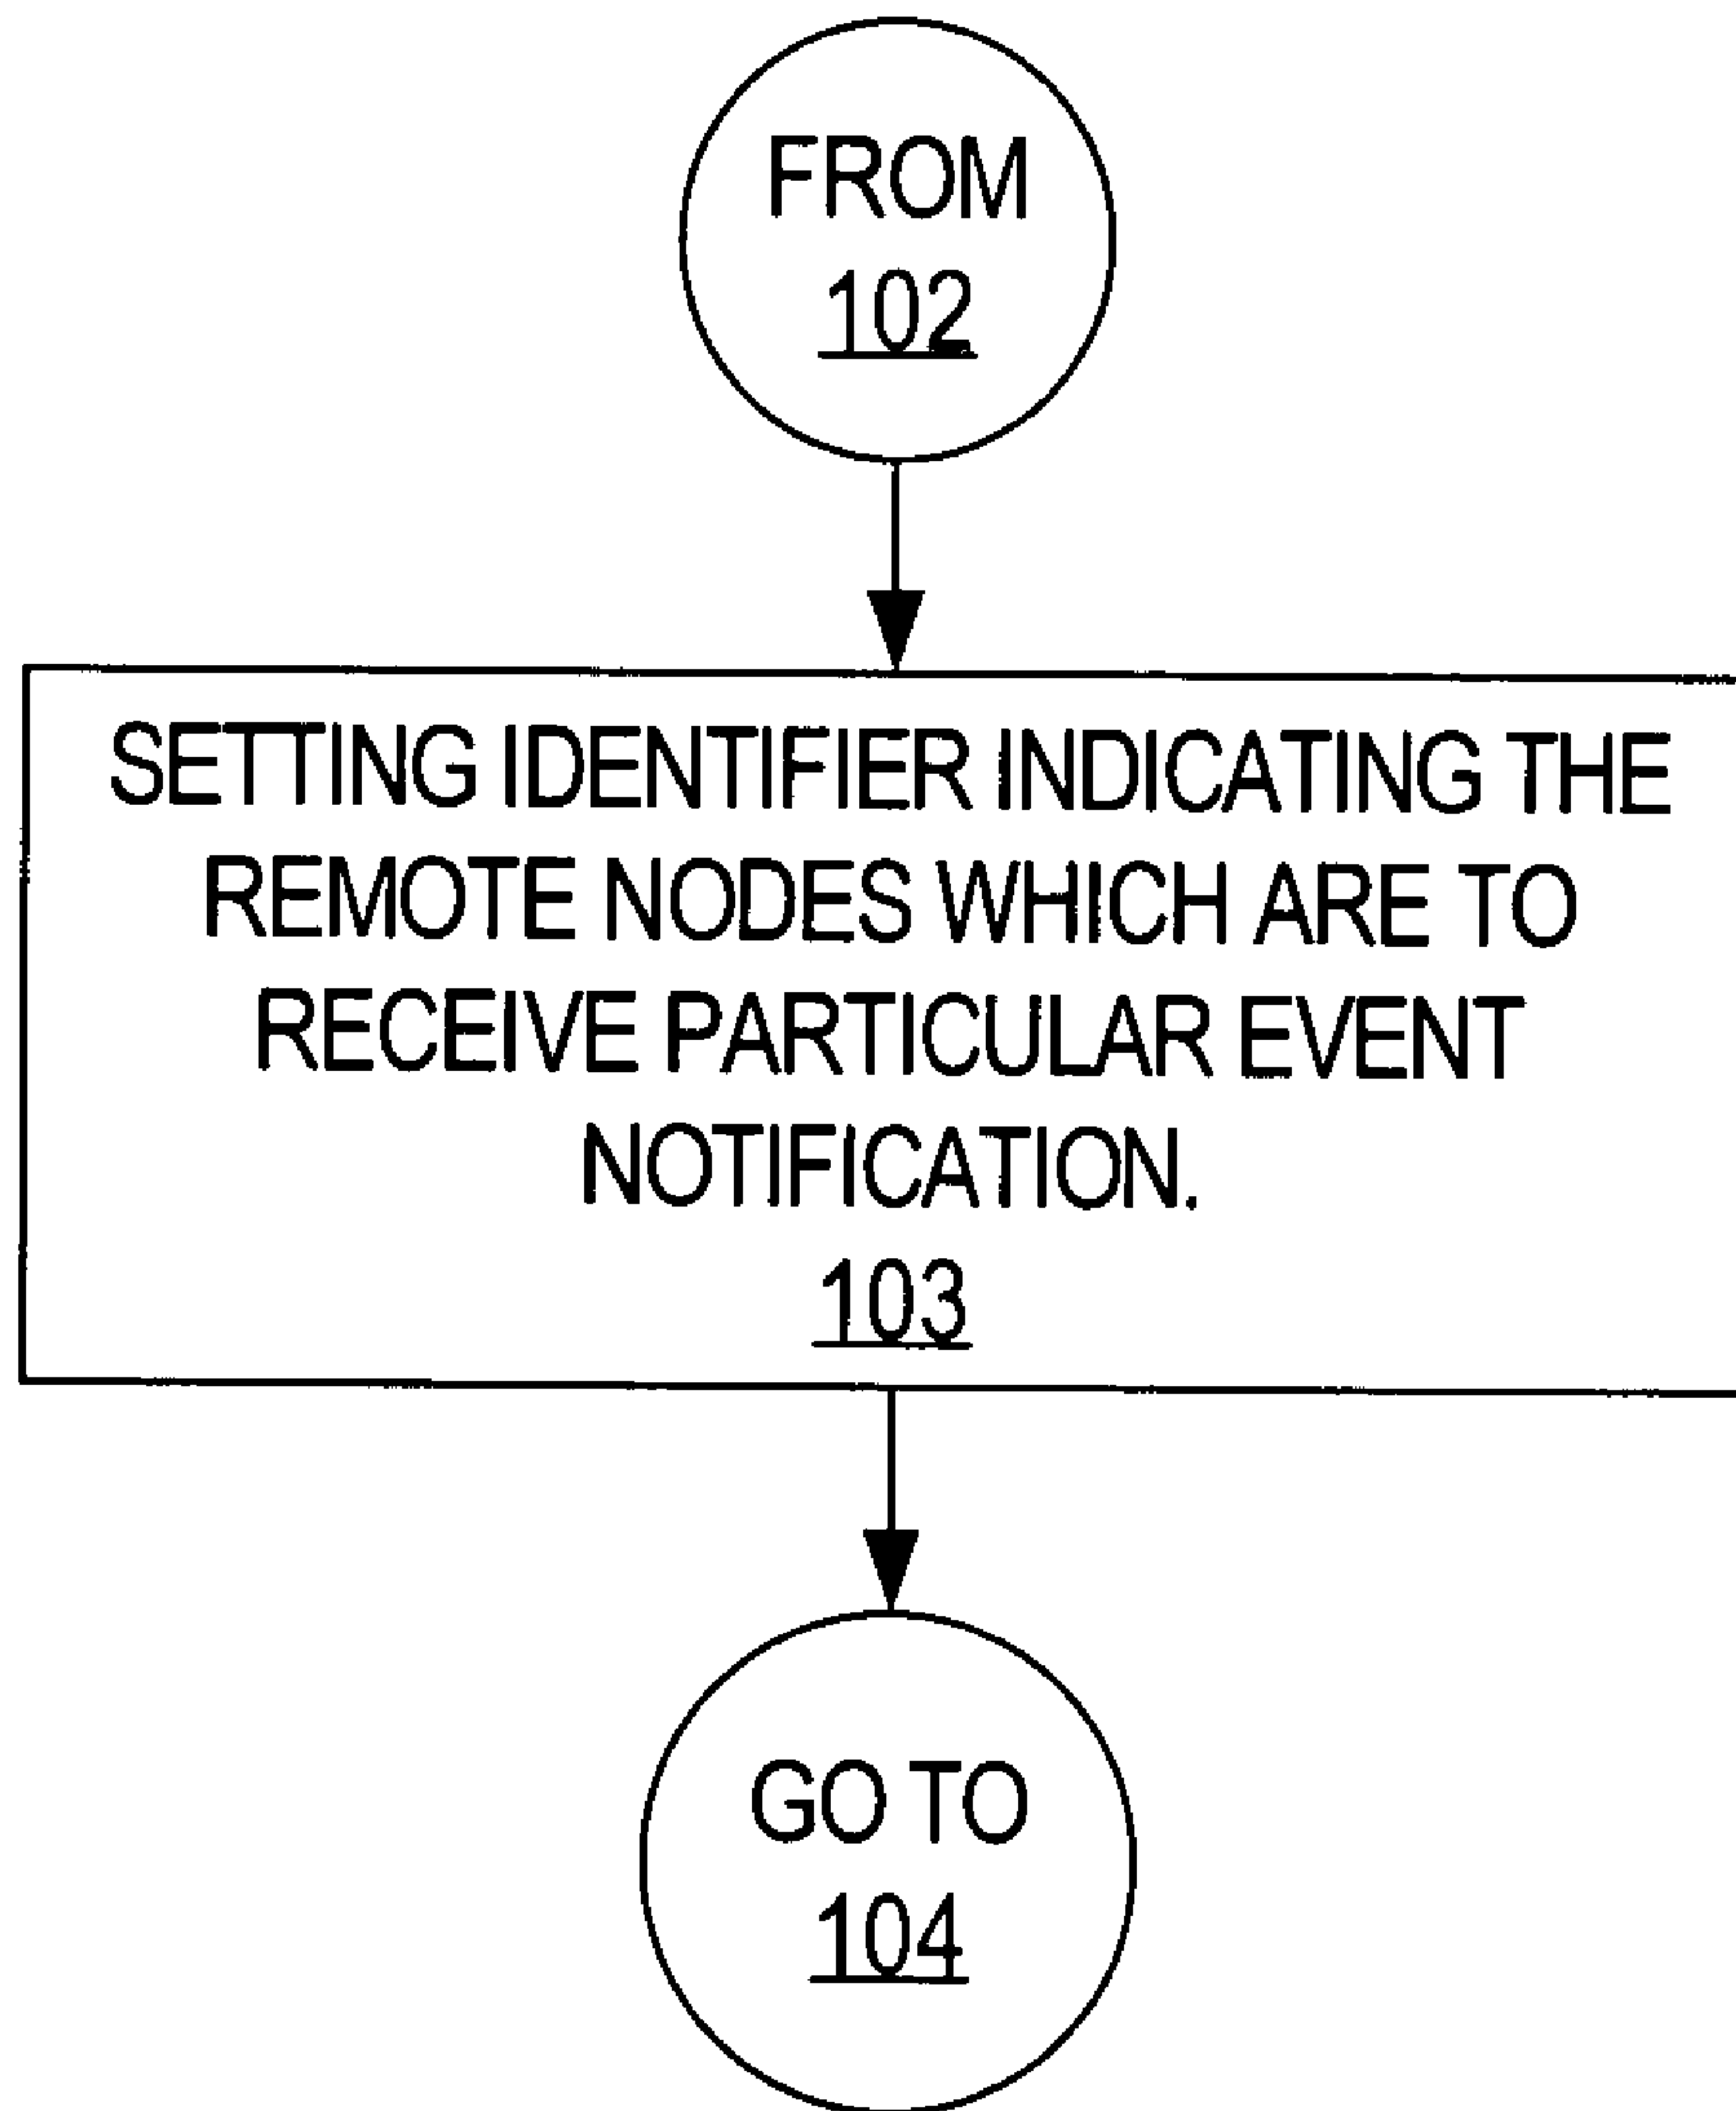 FROM
102
SETTING IDENTIFIER INDICATING THE
REMOTE NODES WHICH ARE TO
RECEIVE PARTICULAR EVENT
NOTIFICATION.
103
GO TO
104